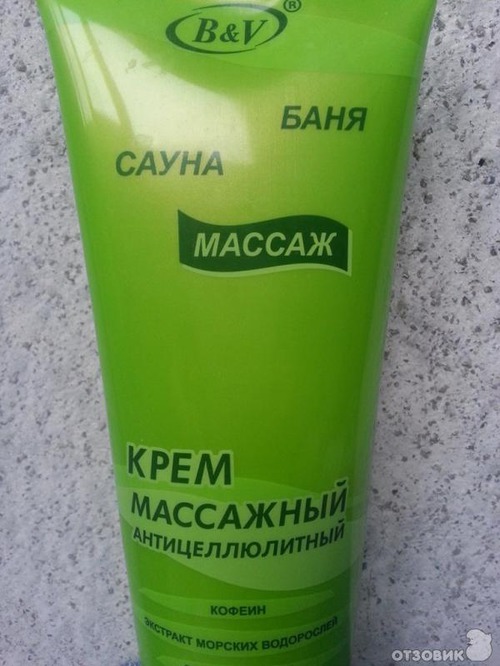 B&V ®
БАНЯ
САУНА
МАССАЖ
КРЕМ
МАССАЖНЫЙ
АНТИЦЕЛЛЮЛИТНЫЙ
КОФЕИН
ЭКСТРАКТ МОРСКИХ ВОДОРОСЛЕЙ
ОТЗОВИК